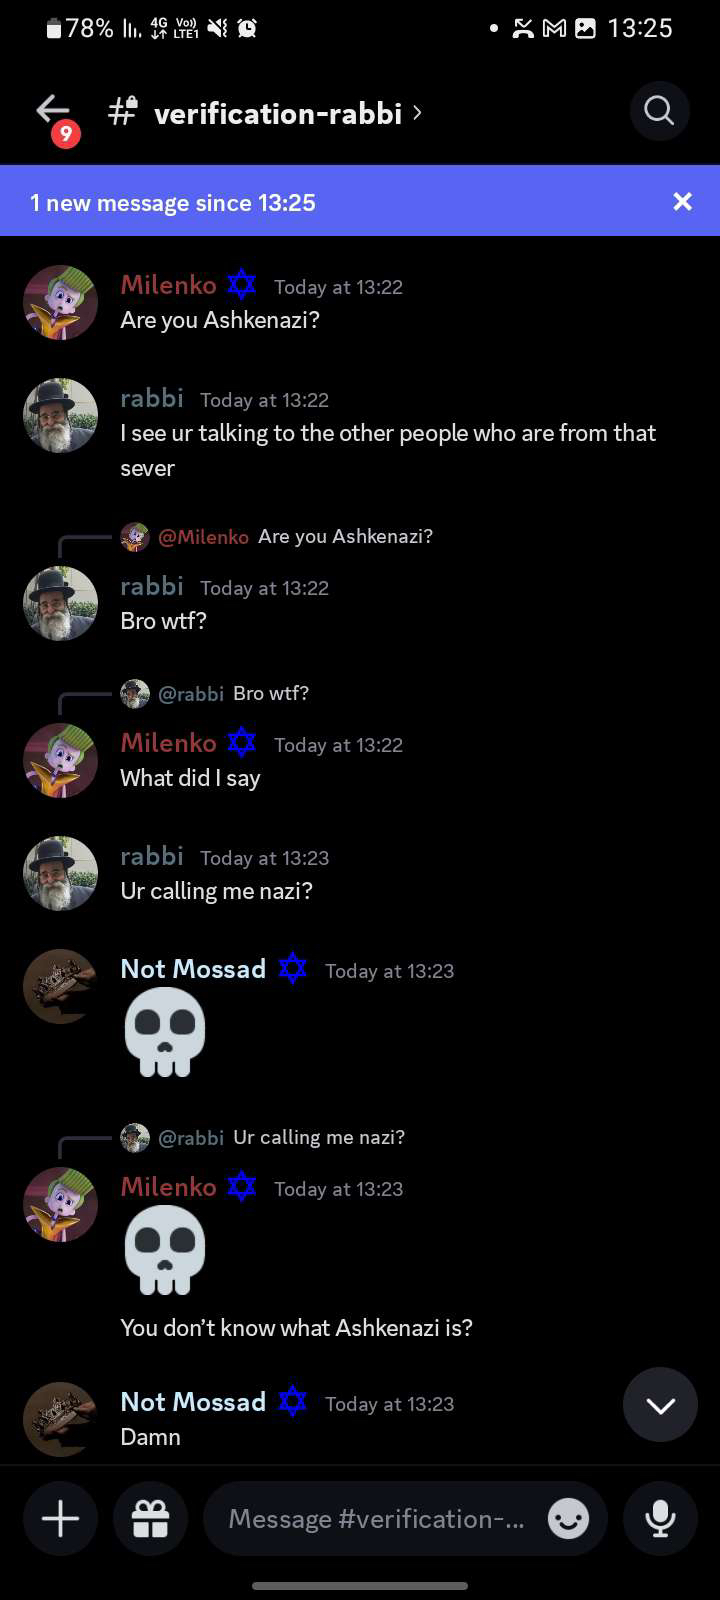 78% 4G Vo)) LTE1 13:25
verification-rabbi
9
1 new message since 13:25
Milenko Today at 13:22
Are you Ashkenazi?
rabbi Today at 13:22
I see ur talking to the other people who are from that
sever
@Milenko Are you Ashkenazi?
rabbi Today at 13:22
Bro wtf?
@rabbi Bro wtf?
Milenko Today at 13:22
What did I say
rabbi Today at 13:23
Ur calling me nazi?
Not Mossad Today at 13:23
@rabbi Ur calling me nazi?
Milenko Today at 13:23
You don't know what Ashkenazi is?
Not Mossad Today at 13:23
Damn
Message #verification-...